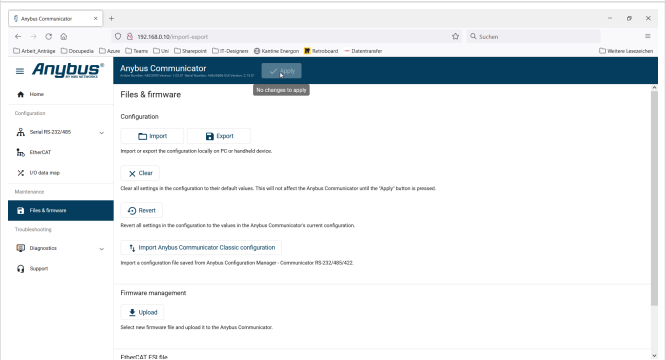 Anybus Communicator
192.168.0.10/import-export
Suchen
Arbeit_Anträge Docupedia Azure Teams Uni Sharepoint IT-Designers Kantine Energon Retroboard Datentransfer Weitere Lesezeichen
Anybus®
BY HMS NETWORKS
Anybus Communicator
Apply
No changes to apply
Home
Configuration
Serial RS-232/485
EtherCAT
I/O data map
Maintenance
Files & firmware
Troubleshooting
Diagnostics
Support
Files & firmware
Configuration
Import Export
Import or export the configuration locally on PC or handheld device.
Clear
Clear all settings in the configuration to their default values. This will not affect the Anybus Communicator until the "Apply" button is pressed.
Revert
Revert all settings in the configuration to the values in the Anybus Communicator's current configuration.
Import Anybus Communicator Classic configuration
Import a configuration file saved from Anybus Configuration Manager - Communicator RS-232/485/422.
Firmware management
Upload
Select new firmware file and upload it to the Anybus Communicator.
EtherCAT ESI file